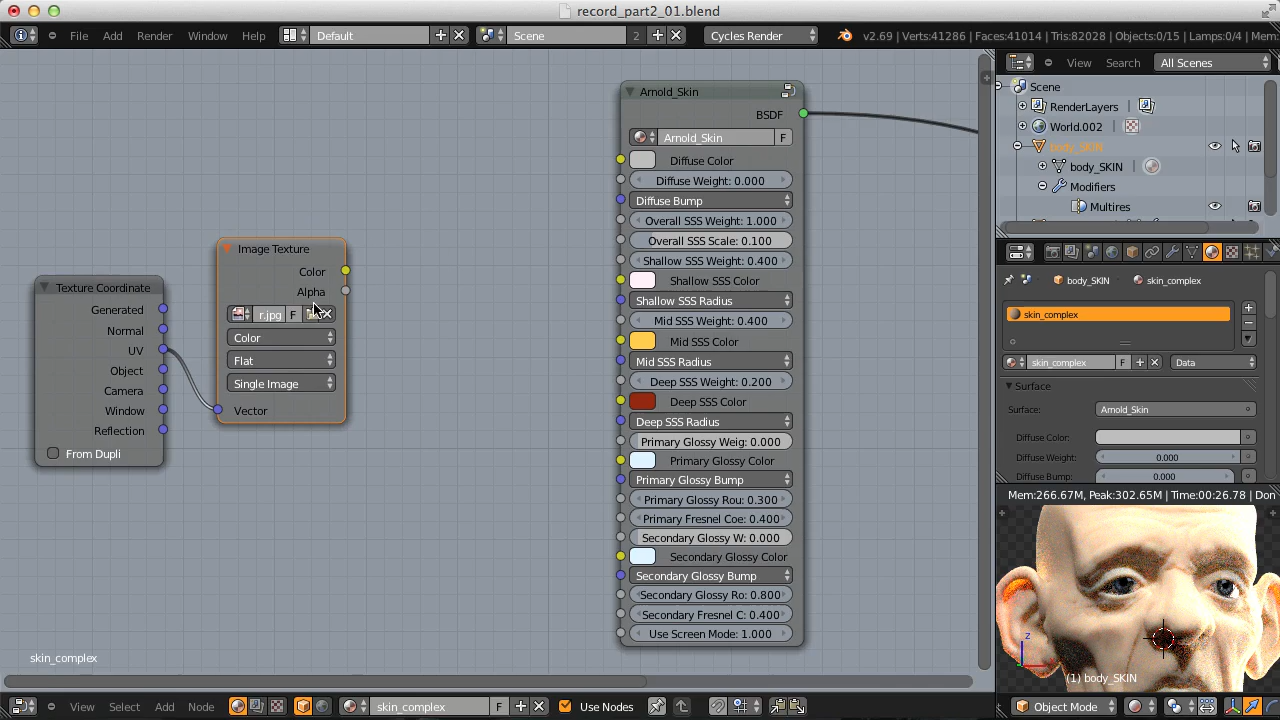 record_part2_01.blend
File Add Render Window Help Default Scene 2 Cycles Render v2.69 | Verts:41286 | Faces:41014 | Tris:82028 | Objects:0/15 | Lamps:0/4 | Mem:
View Search All Scenes
Scene
RenderLayers
World.002
body_SKIN
body_SKIN
Modifiers
Multires
Texture Coordinate
Generated
Normal
UV
Object
Camera
Window
Reflection
From Dupli
Image Texture
Color
Alpha
r.jpg F
Color
Flat
Single Image
Vector
Arnold_Skin
BSDF
Arnold_Skin F
Diffuse Color
Diffuse Weight: 0.000
Diffuse Bump
Overall SSS Weight: 1.000
Overall SSS Scale: 0.100
Shallow SSS Weight: 0.400
Shallow SSS Color
Shallow SSS Radius
Mid SSS Weight: 0.400
Mid SSS Color
Mid SSS Radius
Deep SSS Weight: 0.200
Deep SSS Color
Deep SSS Radius
Primary Glossy Weig: 0.000
Primary Glossy Color
Primary Glossy Bump
Primary Glossy Rou: 0.300
Primary Fresnel Coe: 0.400
Secondary Glossy W: 0.000
Secondary Glossy Color
Secondary Glossy Bump
Secondary Glossy Ro: 0.800
Secondary Fresnel C: 0.400
Use Screen Mode: 1.000
body_SKIN skin_complex
skin_complex
skin_complex F Data
Surface
Surface: Arnold_Skin
Diffuse Color:
Diffuse Weight: 0.000
Diffuse Bump: 0.000
Mem:266.67M, Peak:302.65M | Time:00:26.78 | Don
z
(1) body_SKIN
skin_complex
View Select Add Node skin_complex F Use Nodes Object Mode